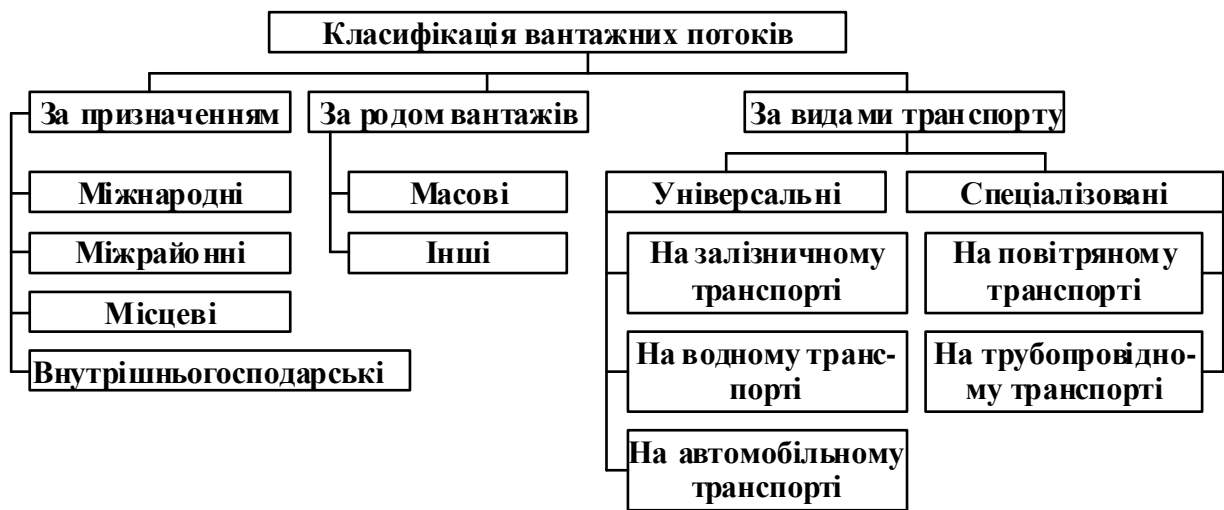 Класифікація вантажних потоків
За призначенням
За родом вантажів
За видами транспорту
Міжнародні
Міжрайонні
Місцеві
Внутрішньогосподарські
Масові
Інші
Універсальні
Спеціалізовані
На залізничному
транспорті
На водному транс-
порті
На автомобільному
транспорті
На повітряному
транспорті
На трубопровідно-
му транспорті